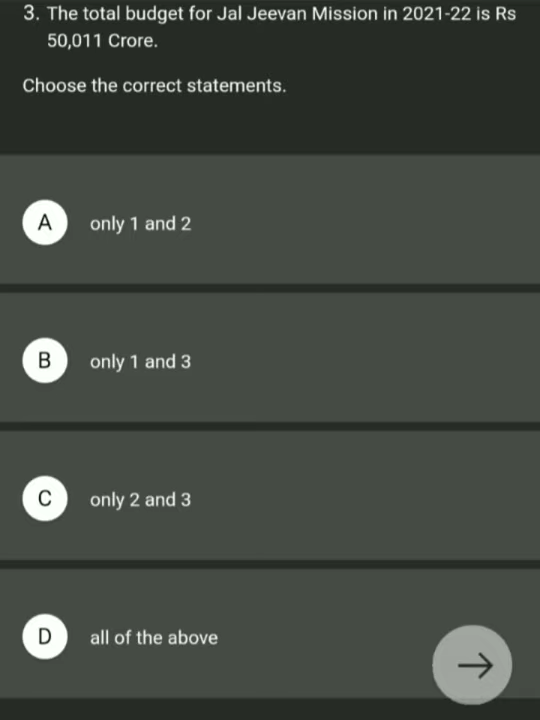 3. The total budget for Jal Jeevan Mission in 2021-22 is Rs
50,011 Crore.
Choose the correct statements.
A only 1 and 2
B only 1 and 3
C only 2 and 3
D all of the above